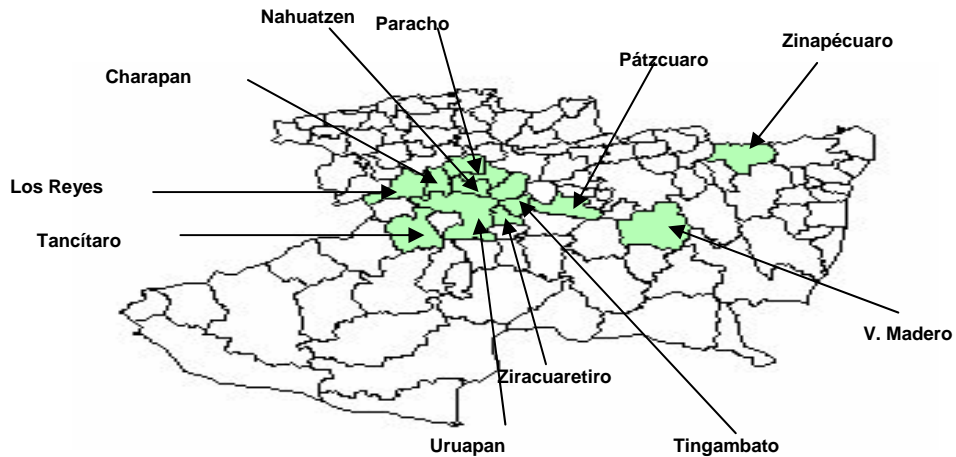 Nahuatzen
Paracho
Zinapécuaro
Pátzcuaro
Charapan
Los Reyes
Tancítaro
V. Madero
Ziracuaretiro
Uruapan
Tingambato